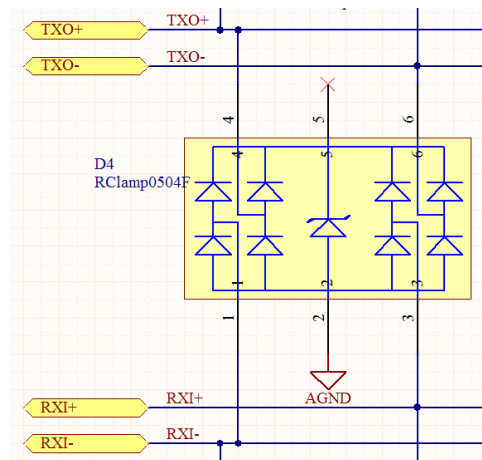 TXO+
TXO+
TXO-
TXO-
4
5
6
4
5
6
D4
RClamp0504F
1
2
3
1
2
3
AGND
RXI+
RXI+
RXI-
RXI-